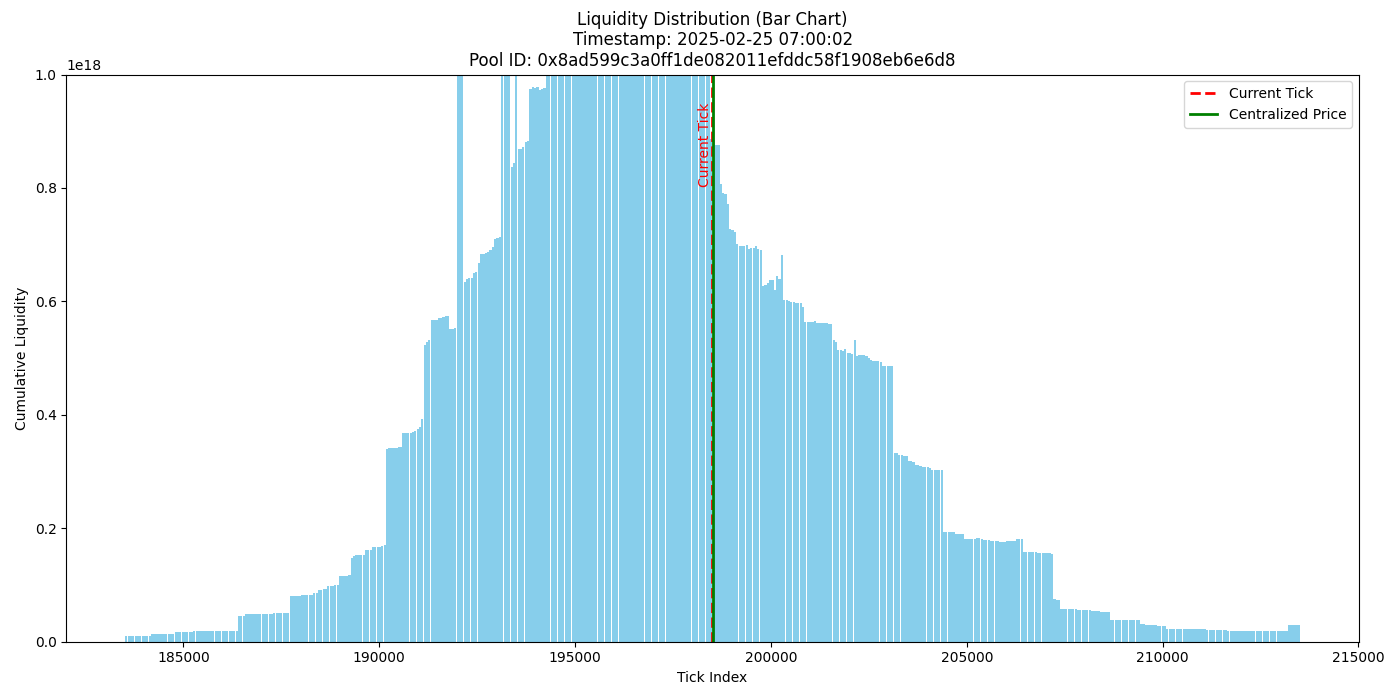 Liquidity Distribution (Bar Chart)
Timestamp: 2025-02-25 07:00:02
Pool ID: 0x8ad599c3a0ff1de082011efddc58f1908eb6e6d8
1e18
1.0
0.8
0.6
0.4
0.2
0.0
Cumulative Liquidity
Current Tick
Current Tick
Centralized Price
185000
190000
195000
200000
205000
210000
215000
Tick Index